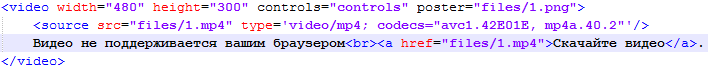 <video width="480" height="300" controls="controls" poster="files/1.png">
<source src="files/1.mp4" type='video/mp4; codecs="avc1.42E01E, mp4a.40.2"'/>
Видео не поддерживается вашим браузером<br><a href="files/1.mp4">Скачайте видео</a>.
</video>